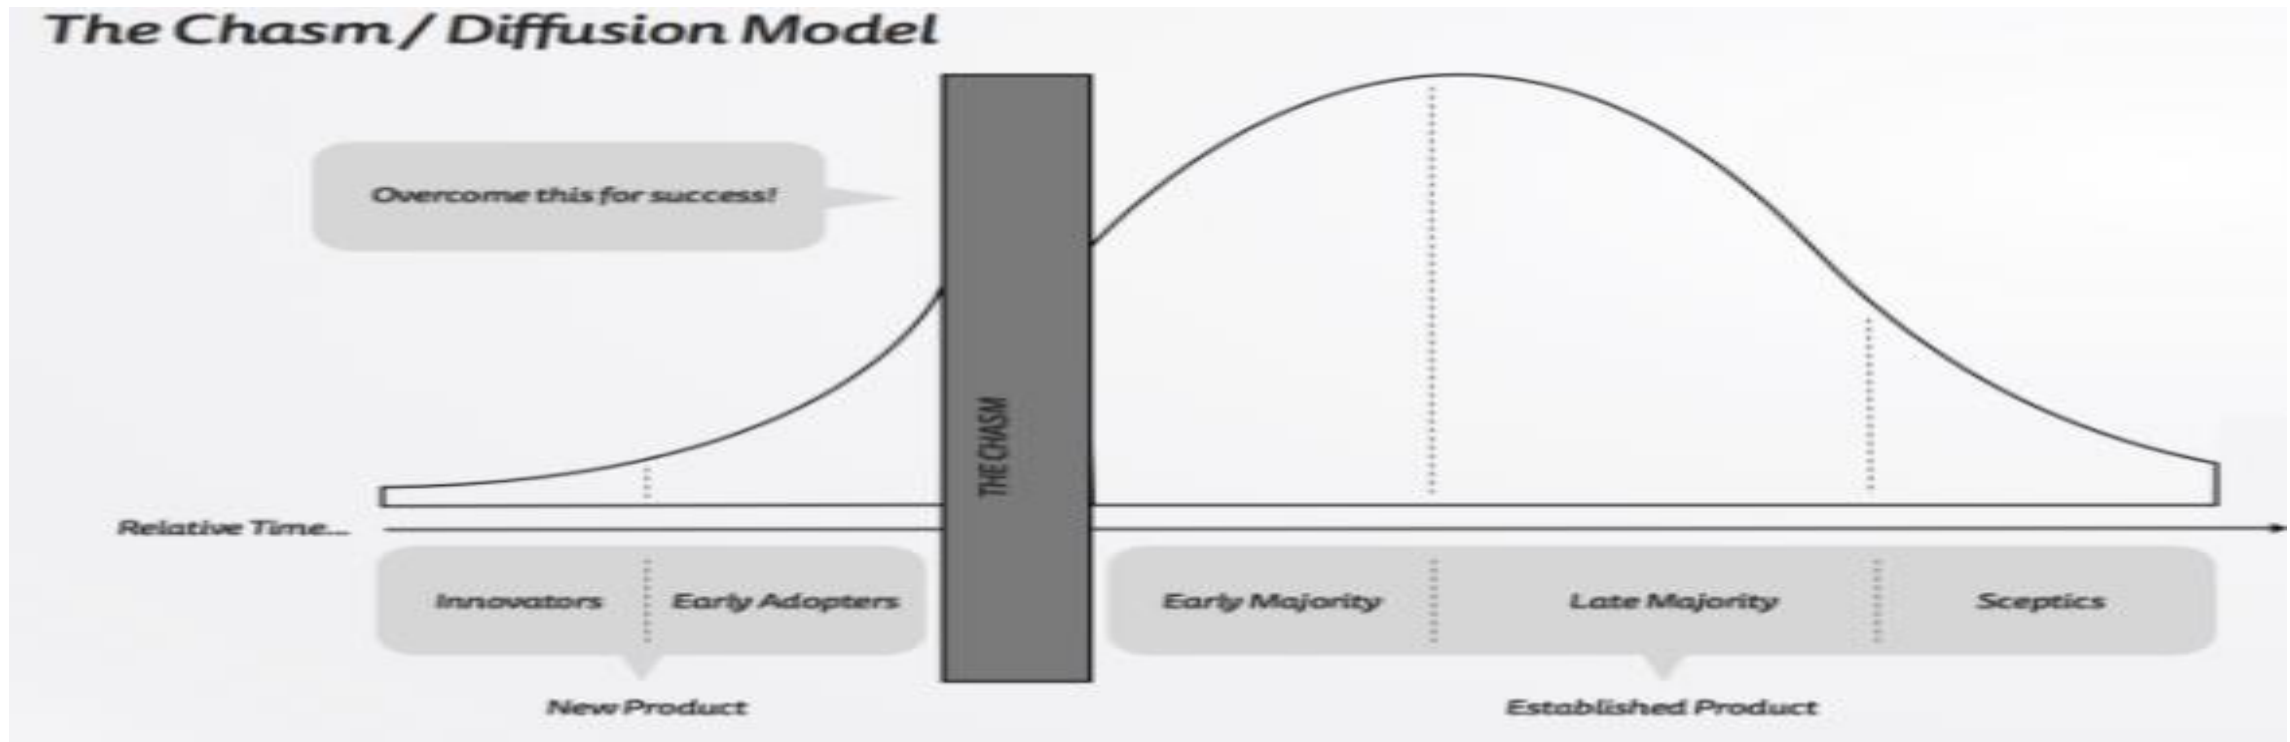 The Chasm / Diffusion Model
Overcome this for success!
THE CHASM
Relative Time...
Innovators
Early Adopters
Early Majority
Late Majority
Sceptics
New Product
Established Product